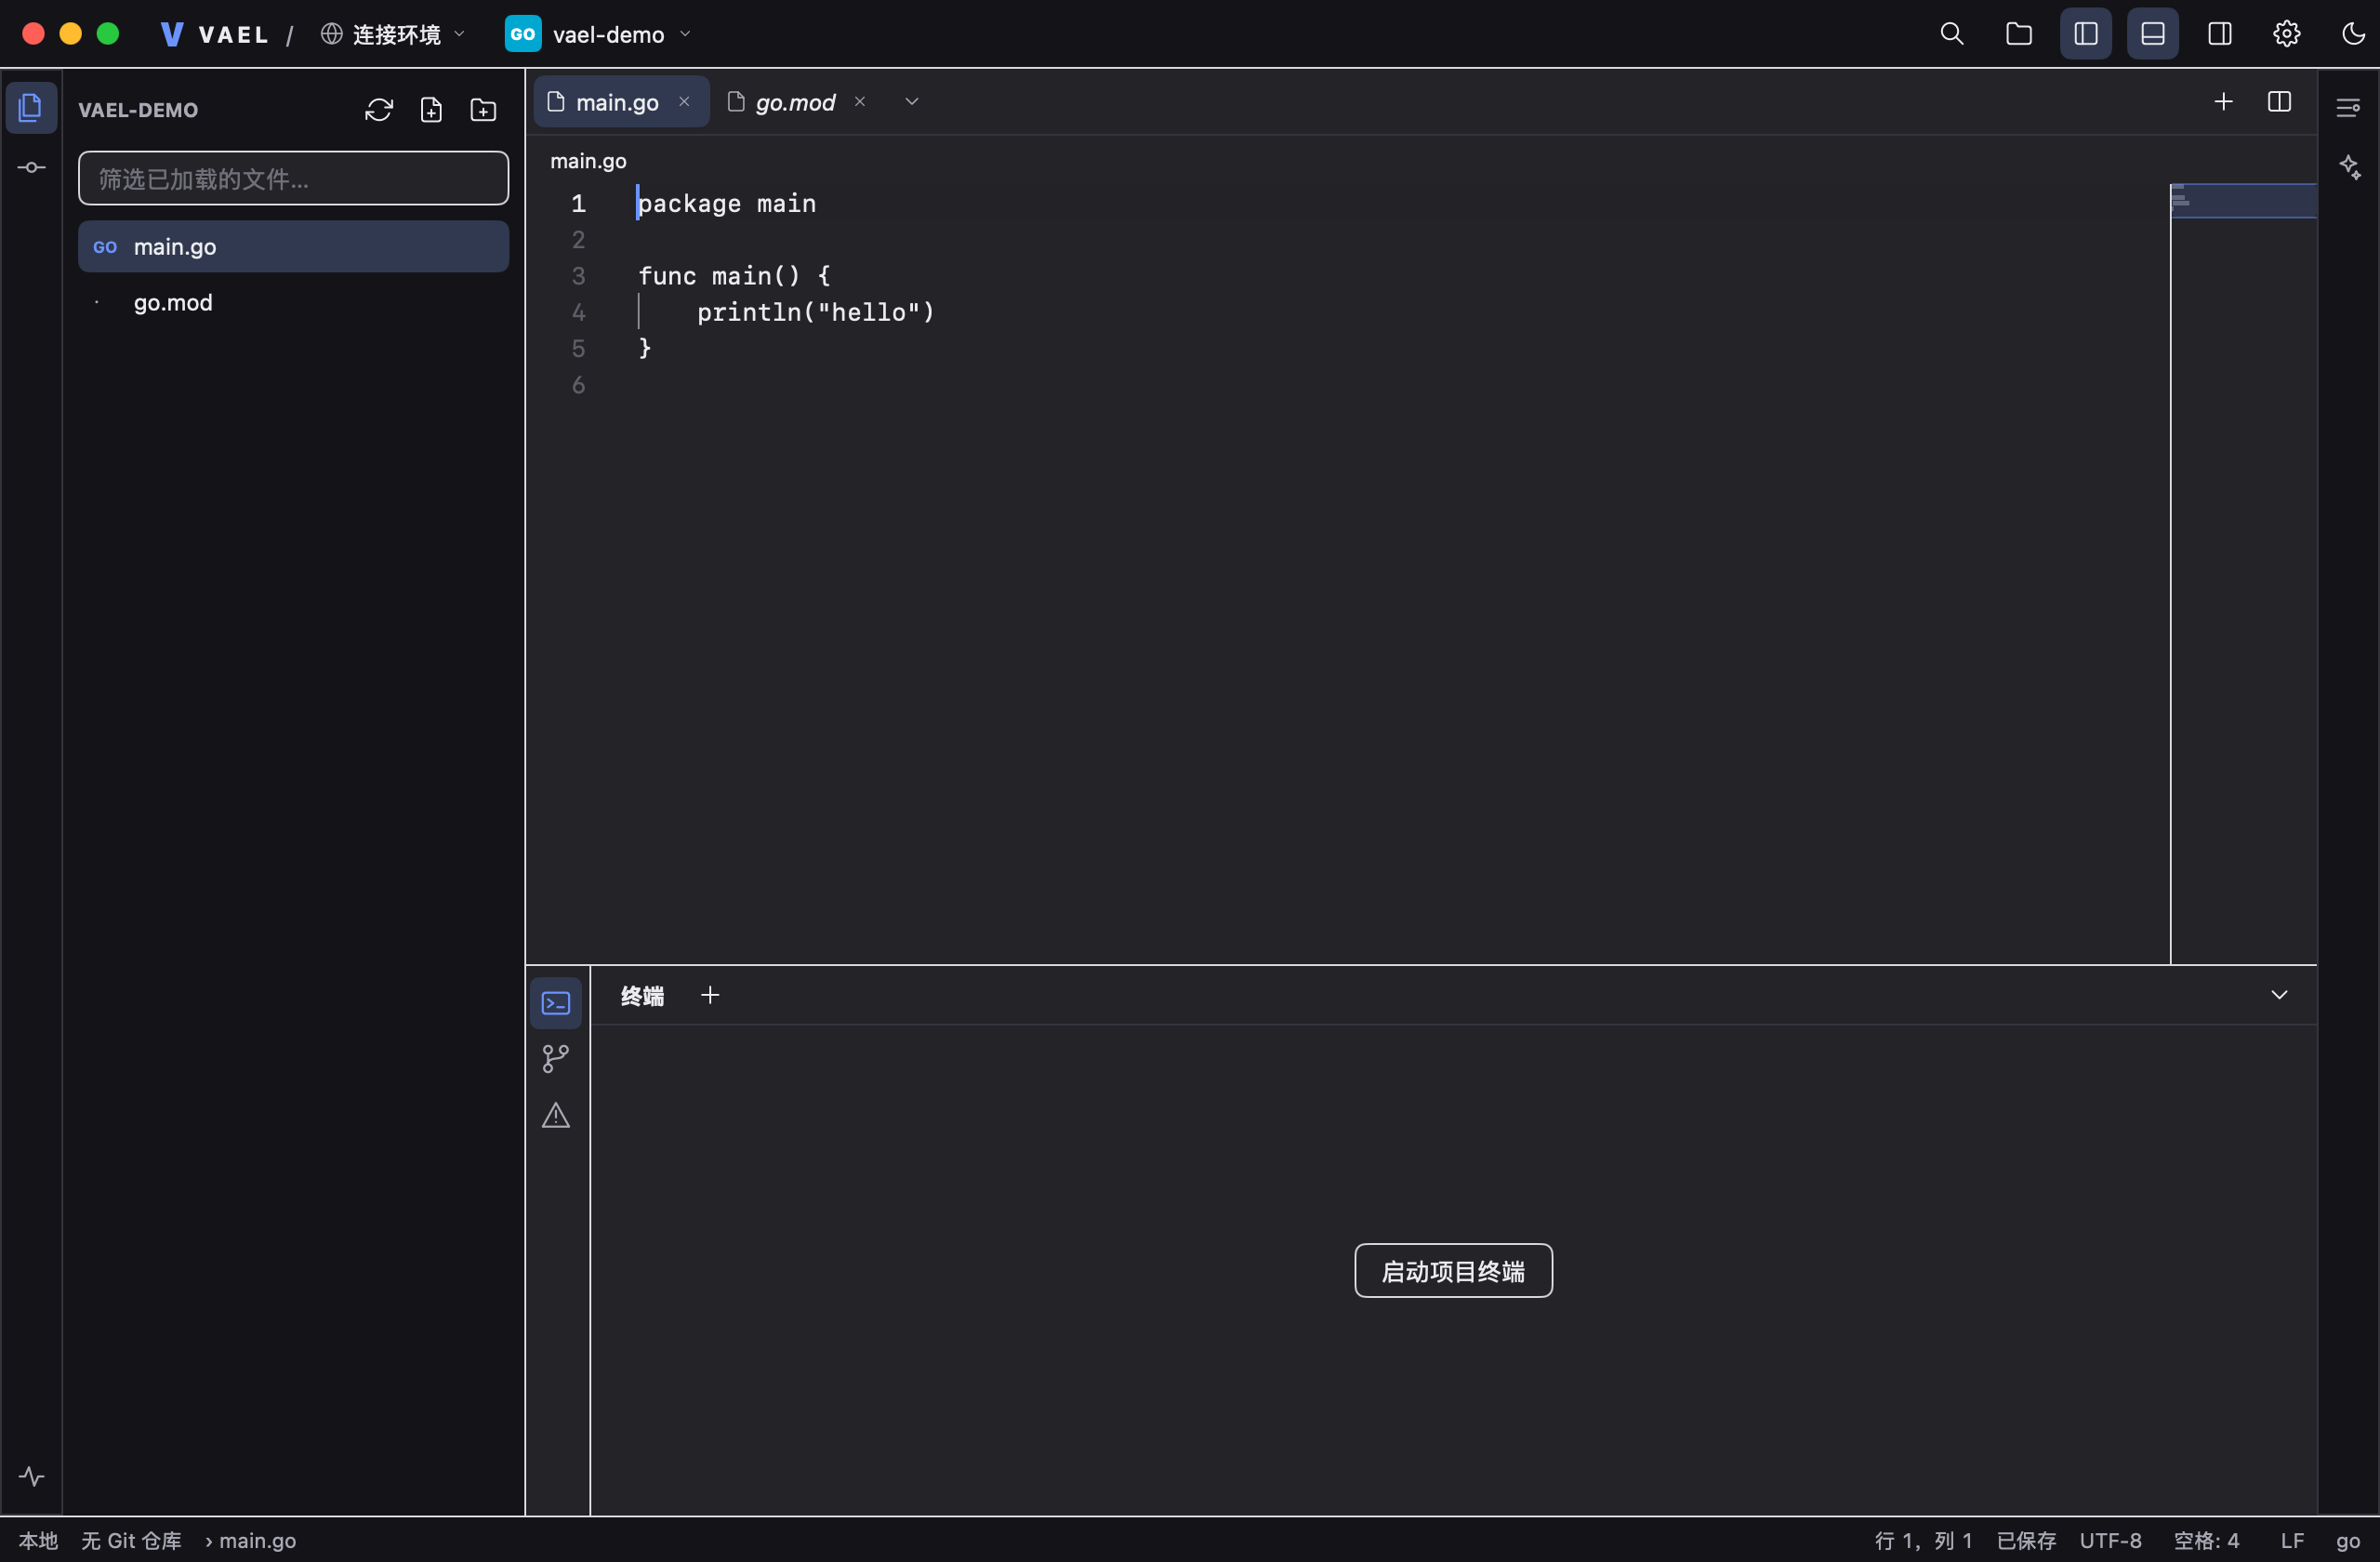 VAEL / 连接环境 GO vael-demo
VAEL-DEMO
筛选已加载的文件...
GO main.go
go.mod
main.go go.mod
main.go
1 package main
2
3 func main() {
4 println("hello")
5 }
6
终端
启动项目终端
本地 无 Git 仓库 › main.go
行 1，列 1 已保存 UTF-8 空格: 4 LF go